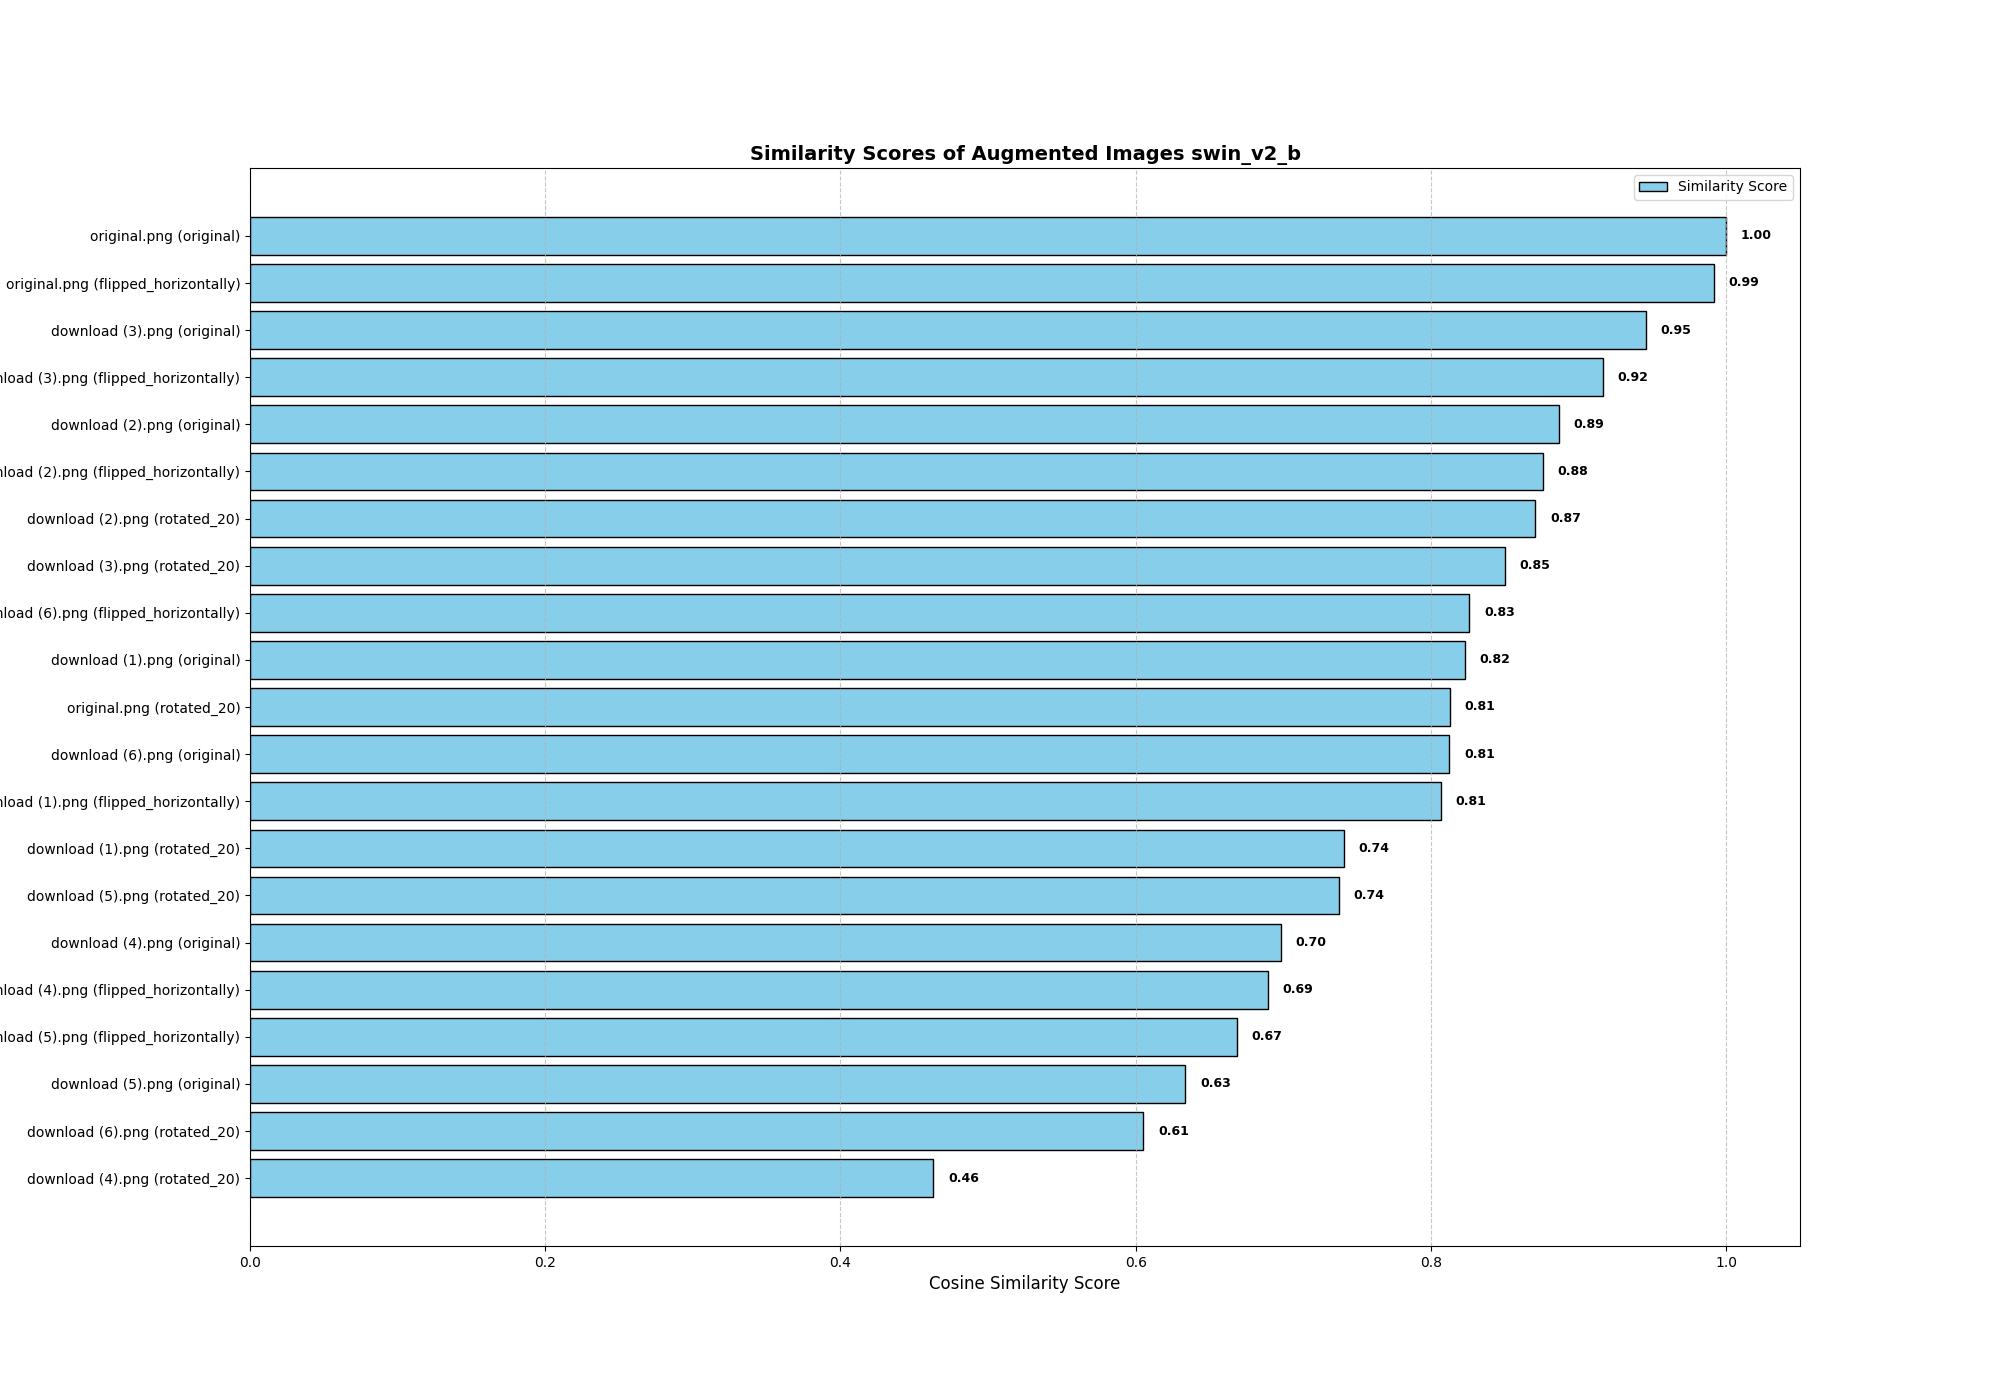 Similarity Scores of Augmented Images swin_v2_b
Similarity Score
original.png (original) 1.00
original.png (flipped_horizontally) 0.99
download (3).png (original) 0.95
nload (3).png (flipped_horizontally) 0.92
download (2).png (original) 0.89
nload (2).png (flipped_horizontally) 0.88
download (2).png (rotated_20) 0.87
download (3).png (rotated_20) 0.85
nload (6).png (flipped_horizontally) 0.83
download (1).png (original) 0.82
original.png (rotated_20) 0.81
download (6).png (original) 0.81
nload (1).png (flipped_horizontally) 0.81
download (1).png (rotated_20) 0.74
download (5).png (rotated_20) 0.74
download (4).png (original) 0.70
nload (4).png (flipped_horizontally) 0.69
nload (5).png (flipped_horizontally) 0.67
download (5).png (original) 0.63
download (6).png (rotated_20) 0.61
download (4).png (rotated_20) 0.46
0.0 0.2 0.4 0.6 0.8 1.0
Cosine Similarity Score